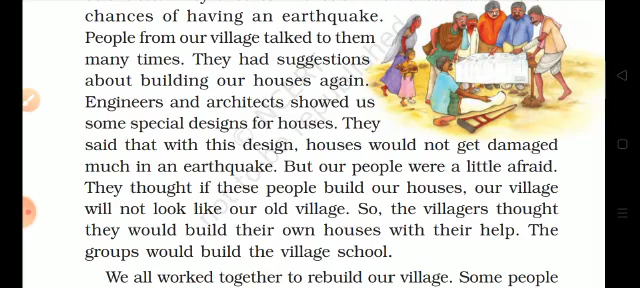 chances of having an earthquake.
People from our village talked to them
many times. They had suggestions
about building our houses again.
Engineers and architects showed us
some special designs for houses. They
said that with this design, houses would not get damaged
much in an earthquake. But our people were a little afraid.
They thought if these people build our houses, our village
will not look like our old village. So, the villagers thought
they would build their own houses with their help. The
groups would build the village school.
We all worked together to rebuild our village. Some people